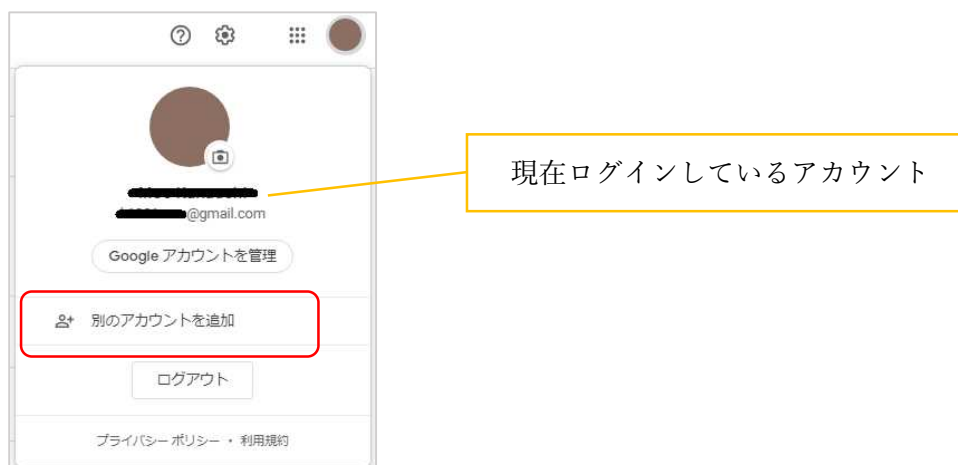 現在ログインしているアカウント
@gmail.com
Google アカウントを管理
別のアカウントを追加
ログアウト
プライバシー ポリシー ・ 利用規約